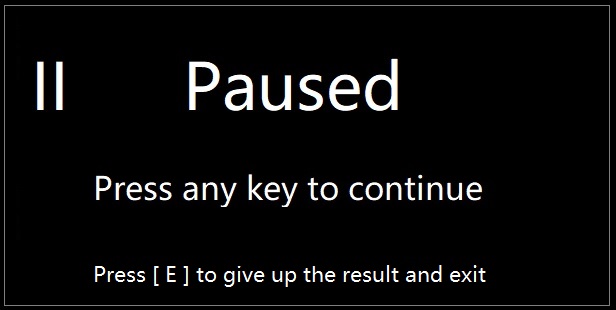 II Paused
Press any key to continue
Press [ E ] to give up the result and exit